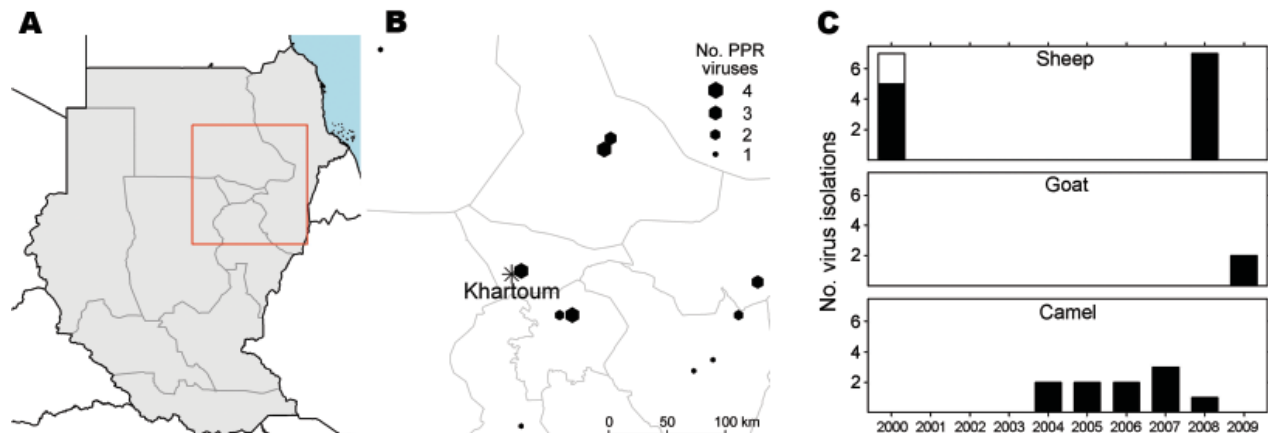 A
B
C
No. PPR
viruses
4
3
2
1
Khartoum
0 50 100 km
No. virus isolations
Sheep
6
4
2
Goat
6
4
2
Camel
6
4
2
2000 2001 2002 2003 2004 2005 2006 2007 2008 2009